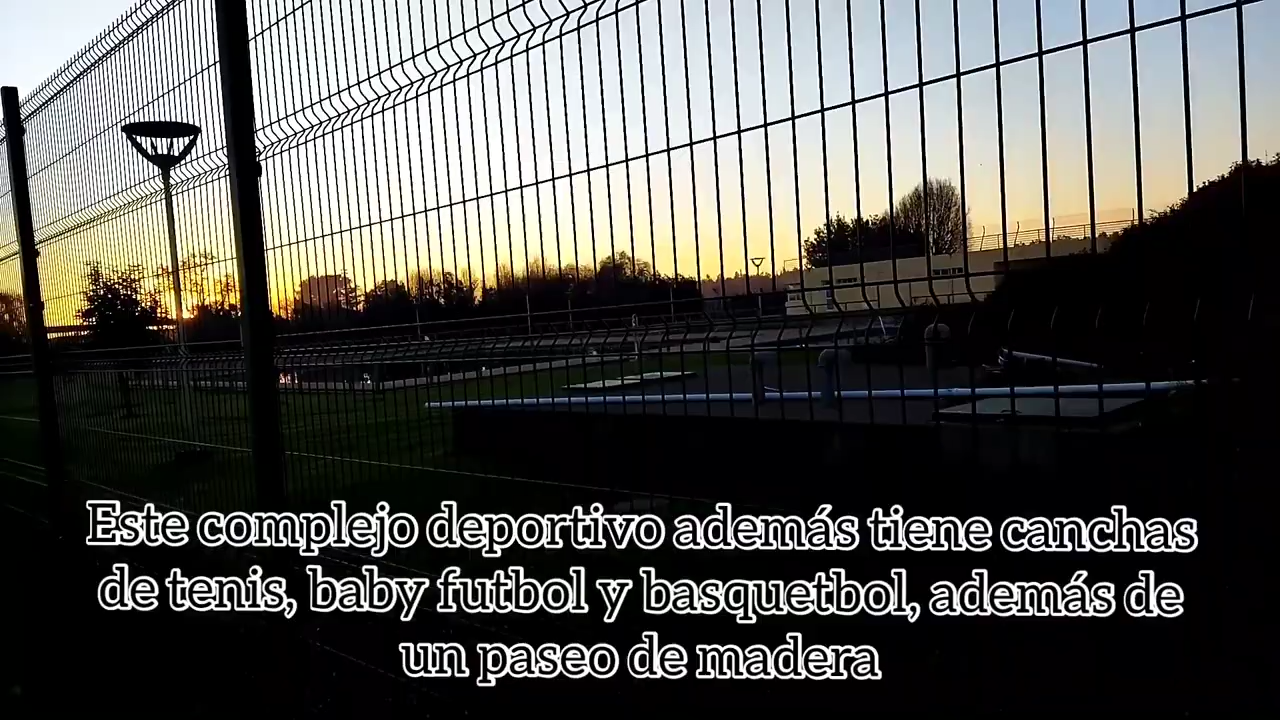 Este complejo deportivo además tiene canchas
de tenis, baby futbol y basquetbol, además de
un paseo de madera